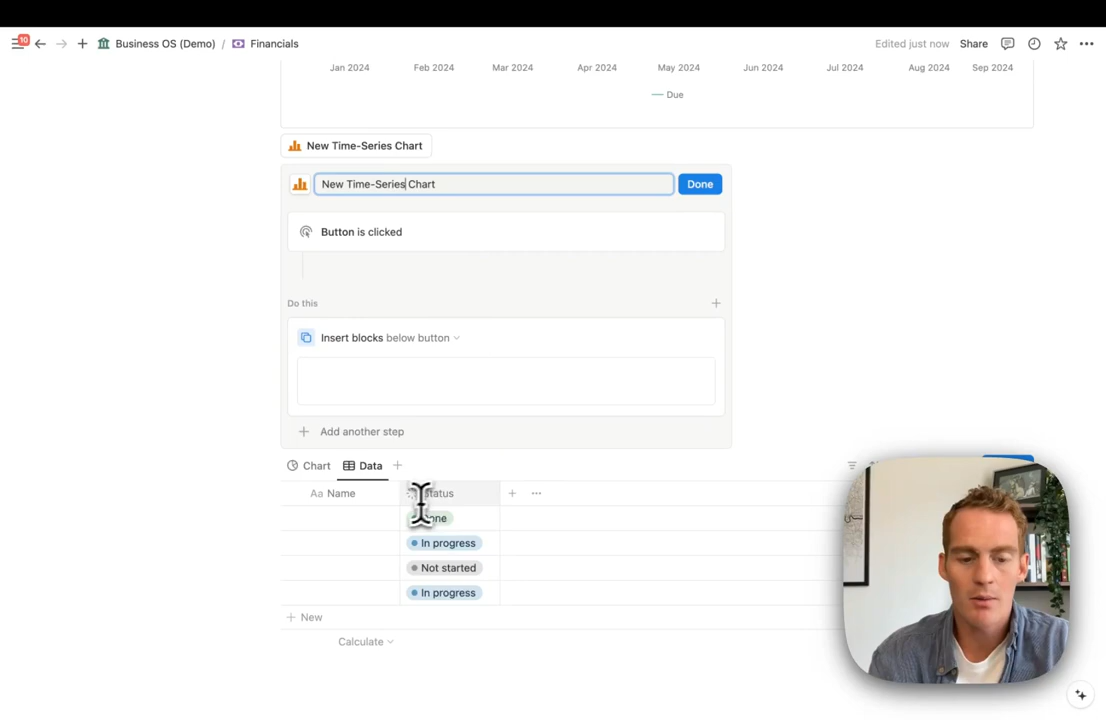 10
Business OS (Demo) / Financials
Edited just now Share
Jan 2024 Feb 2024 Mar 2024 Apr 2024 May 2024 Jun 2024 Jul 2024 Aug 2024 Sep 2024
Due
New Time-Series Chart
New Time-Series Chart Done
Button is clicked
Do this
Insert blocks below button
Add another step
Chart Data
Aa Name
In progress
Not started
In progress
New
Calculate